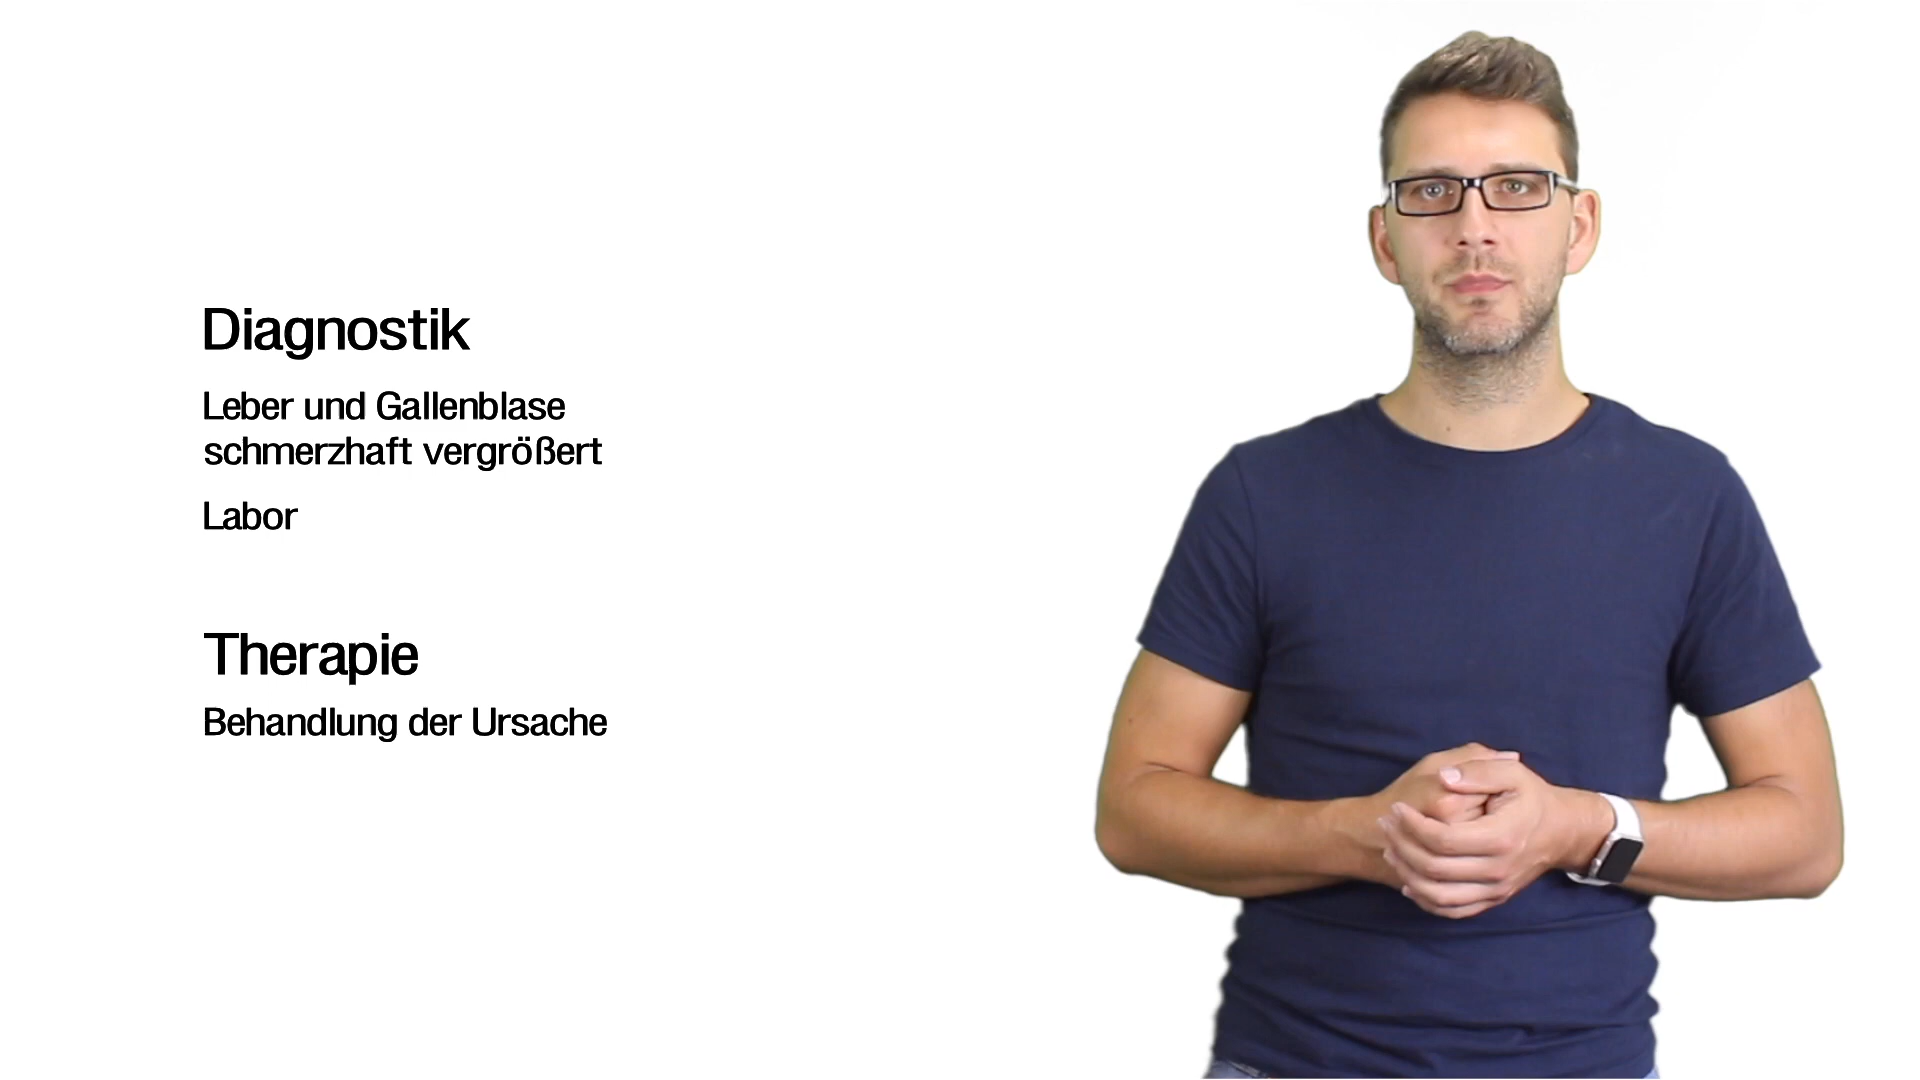 Diagnostik
Leber und Gallenblase
schmerzhaft vergrößert
Labor
Therapie
Behandlung der Ursache